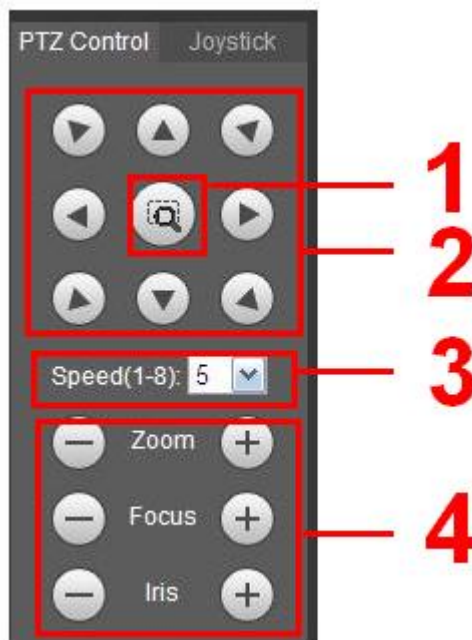 PTZ Control Joystick
1
2
Speed(1-8): 5
3
Zoom
Focus
4
Iris